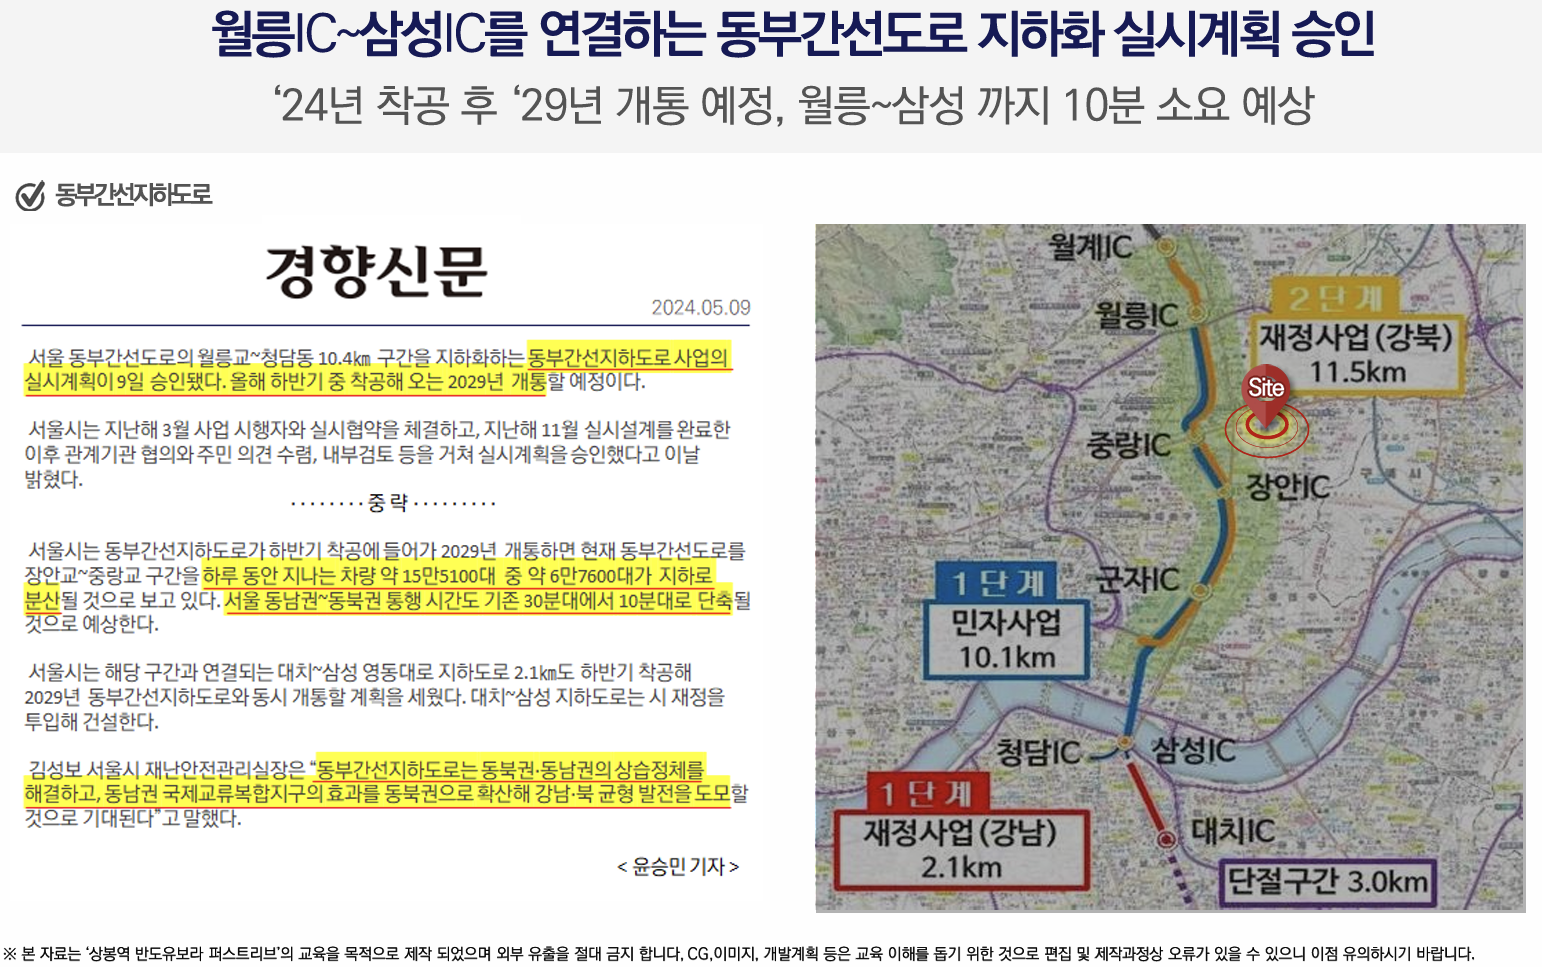 월릉IC~삼성IC를 연결하는 동부간선도로 지하화 실시계획 승인
‘24년 착공 후 ‘29년 개통 예정, 월릉~삼성 까지 10분 소요 예상
동부간선지하도로
경향신문
2024.05.09
서울 동부간선도로의 월릉교~청담동 10.4㎞ 구간을 지하화하는 동부간선지하도로 사업의
실시계획이 9일 승인됐다. 올해 하반기 중 착공해 오는 2029년 개통할 예정이다.
서울시는 지난해 3월 사업 시행자와 실시협약을 체결하고, 지난해 11월 실시설계를 완료한
이후 관계기관 협의와 주민 의견 수렴, 내부검토 등을 거쳐 실시계획을 승인했다고 이날
밝혔다.
········ 중 략 ·········
서울시는 동부간선지하도로가 하반기 착공에 들어가 2029년 개통하면 현재 동부간선도로를
장안교~중랑교 구간을 하루 동안 지나는 차량 약 15만5100대 중 약 6만7600대가 지하로
분산될 것으로 보고 있다. 서울 동남권~동북권 통행 시간도 기존 30분대에서 10분대로 단축될
것으로 예상한다.
서울시는 해당 구간과 연결되는 대치~삼성 영동대로 지하도로 2.1㎞도 하반기 착공해
2029년 동부간선지하도로와 동시 개통할 계획을 세웠다. 대치~삼성 지하도로는 시 재정을
투입해 건설한다.
김성보 서울시 재난안전관리실장은 “동부간선지하도로는 동북권·동남권의 상습정체를
해결하고, 동남권 국제교류복합지구의 효과를 동북권으로 확산해 강남·북 균형 발전을 도모할
것으로 기대된다”고 말했다.
< 윤승민 기자 >
월계IC
월릉IC
2단계
재정사업(강북)
11.5km
Site
중랑IC
장안IC
군자IC
1단계
민자사업
10.1km
청담IC
삼성IC
1단계
재정사업(강남)
2.1km
대치IC
단절구간 3.0km
※ 본 자료는 ‘상봉역 반도유보라 퍼스트리브’의 교육을 목적으로 제작 되었으며 외부 유출을 절대 금지 합니다. CG,이미지, 개발계획 등은 교육 이해를 돕기 위한 것으로 편집 및 제작과정상 오류가 있을 수 있으니 이점 유의하시기 바랍니다.